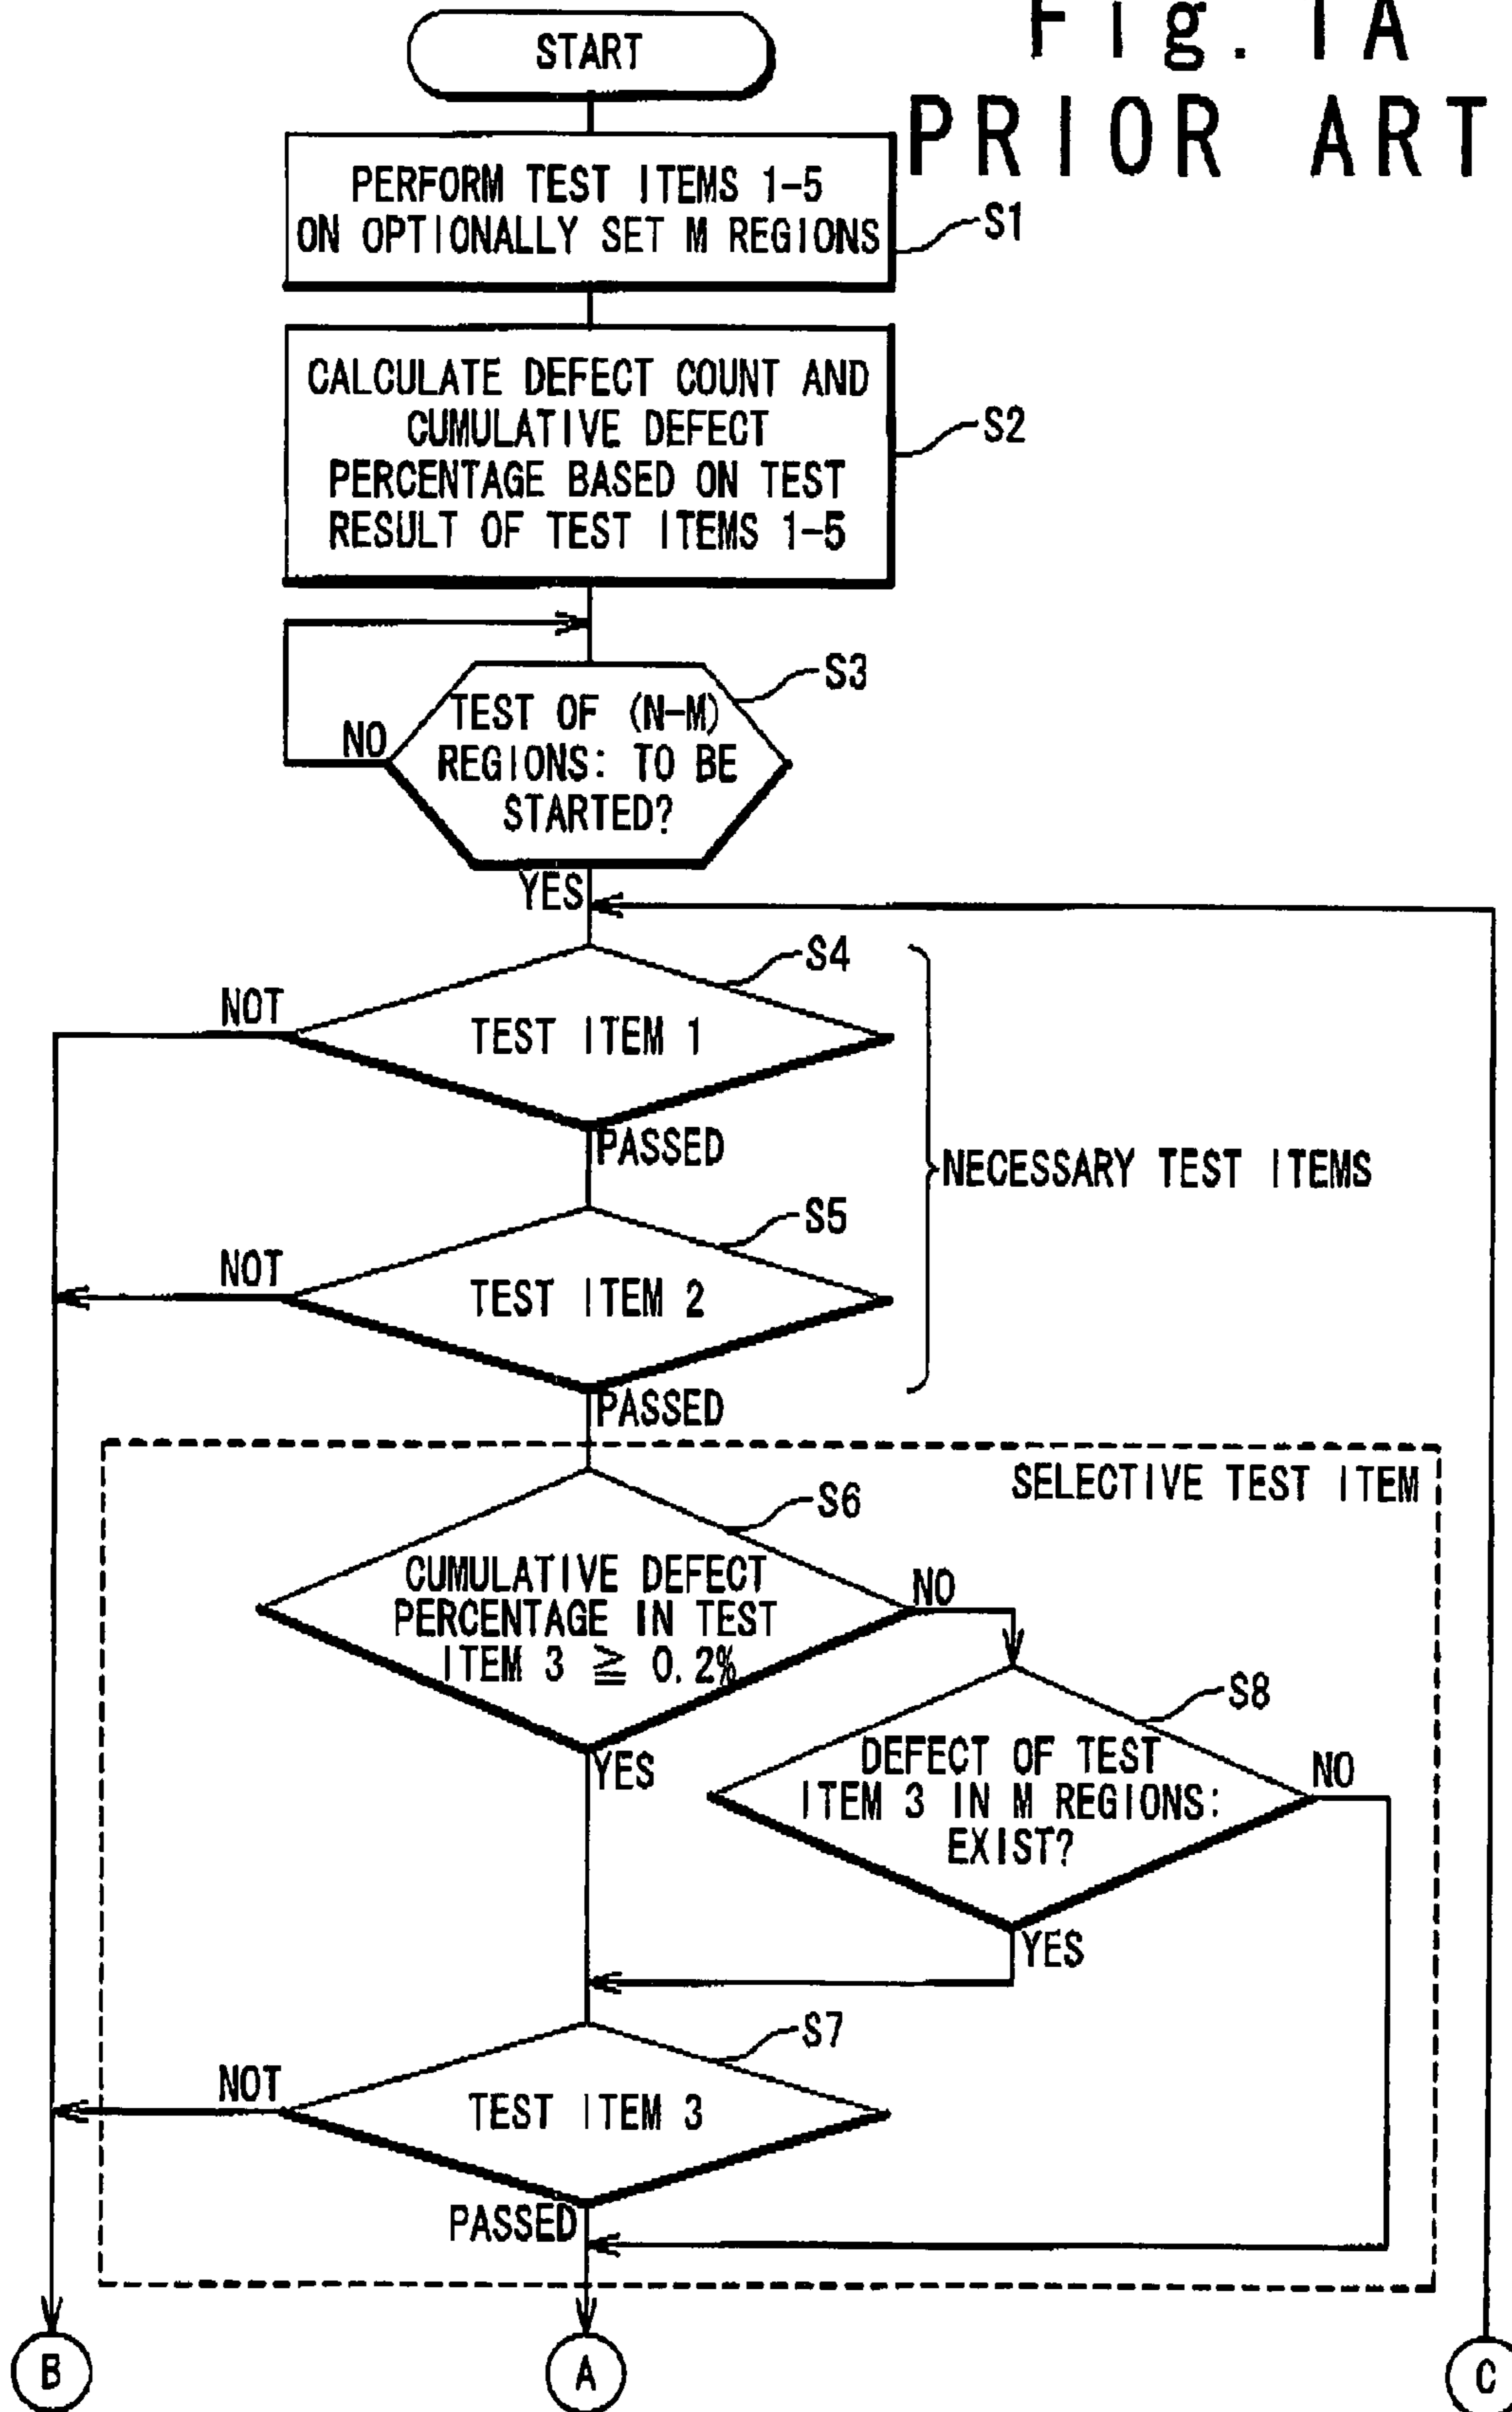 Fig. 1A
PRIOR ART
START
PERFORM TEST ITEMS 1-5
ON OPTIONALLY SET M REGIONS
S1
CALCULATE DEFECT COUNT AND
CUMULATIVE DEFECT
PERCENTAGE BASED ON TEST
RESULT OF TEST ITEMS 1-5
S2
S3
TEST OF (N-M)
REGIONS: TO BE
STARTED?
NO
YES
S4
NOT
TEST ITEM 1
PASSED
NECESSARY TEST ITEMS
S5
NOT
TEST ITEM 2
PASSED
SELECTIVE TEST ITEM
S6
CUMULATIVE DEFECT
PERCENTAGE IN TEST
ITEM 3 ≧ 0.2%
NO
YES
S8
DEFECT OF TEST
ITEM 3 IN M REGIONS:
EXIST?
NO
YES
S7
NOT
TEST ITEM 3
PASSED
B
A
C